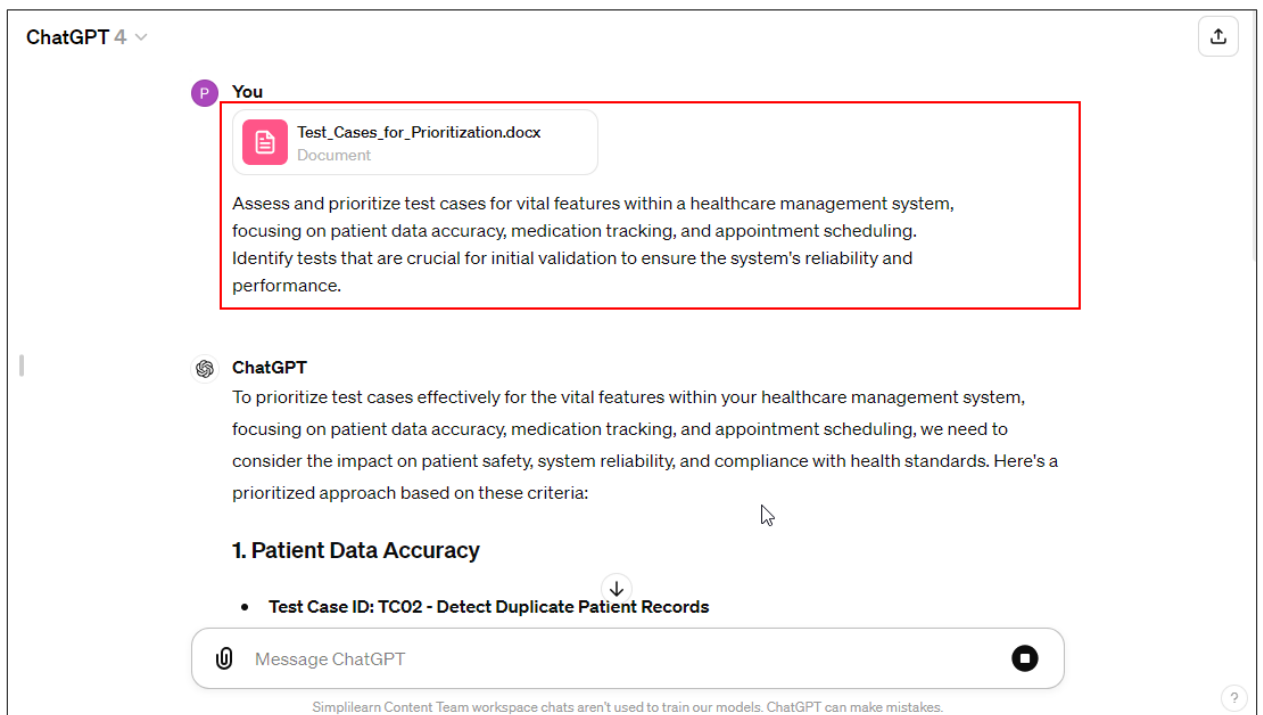 ChatGPT 4
P
You
Test_Cases_for_Prioritization.docx
Document
Assess and prioritize test cases for vital features within a healthcare management system,
focusing on patient data accuracy, medication tracking, and appointment scheduling.
Identify tests that are crucial for initial validation to ensure the system's reliability and
performance.
ChatGPT
To prioritize test cases effectively for the vital features within your healthcare management system,
focusing on patient data accuracy, medication tracking, and appointment scheduling, we need to
consider the impact on patient safety, system reliability, and compliance with health standards. Here's a
prioritized approach based on these criteria:
1. Patient Data Accuracy
• Test Case ID: TC02 - Detect Duplicate Patient Records
Message ChatGPT
Simplilearn Content Team workspace chats aren't used to train our models. ChatGPT can make mistakes.
?